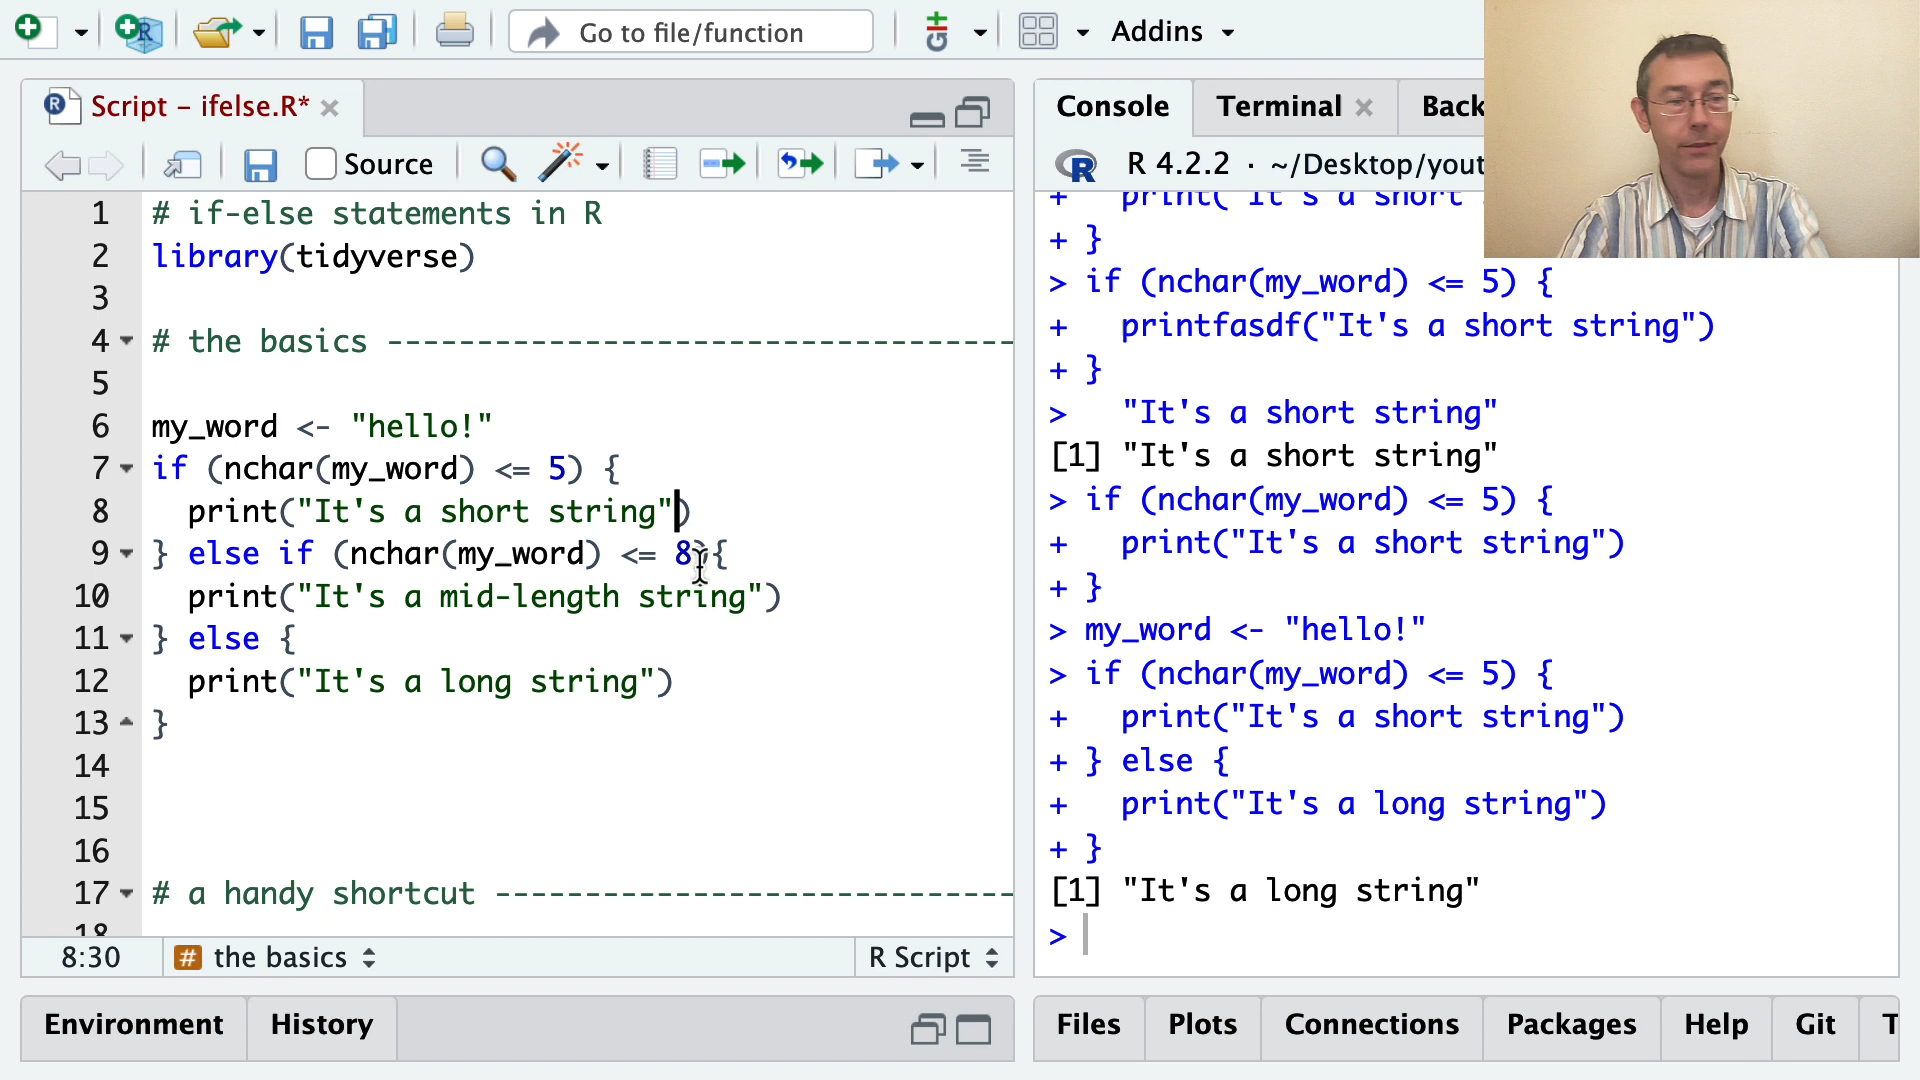 Go to file/function
Addins
Script - ifelse.R*
Source
1 # if-else statements in R
2 library(tidyverse)
3
4 # the basics ------------------------------------
5
6 my_word <- "hello!"
7 if (nchar(my_word) <= 5) {
8   print("It's a short string")
9 } else if (nchar(my_word) <= 8) {
10   print("It's a mid-length string")
11 } else {
12   print("It's a long string")
13 }
14
15
16
17 # a handy shortcut ------------------------------
18
8:30
# the basics
R Script
Environment
History
Console
Terminal
Back
R 4.2.2 · ~/Desktop/yout
+   print("It's a short
+ }
> if (nchar(my_word) <= 5) {
+   printfasdf("It's a short string")
+ }
>   "It's a short string"
[1] "It's a short string"
> if (nchar(my_word) <= 5) {
+   print("It's a short string")
+ }
> my_word <- "hello!"
> if (nchar(my_word) <= 5) {
+   print("It's a short string")
+ } else {
+   print("It's a long string")
+ }
[1] "It's a long string"
>
Files
Plots
Connections
Packages
Help
Git
T